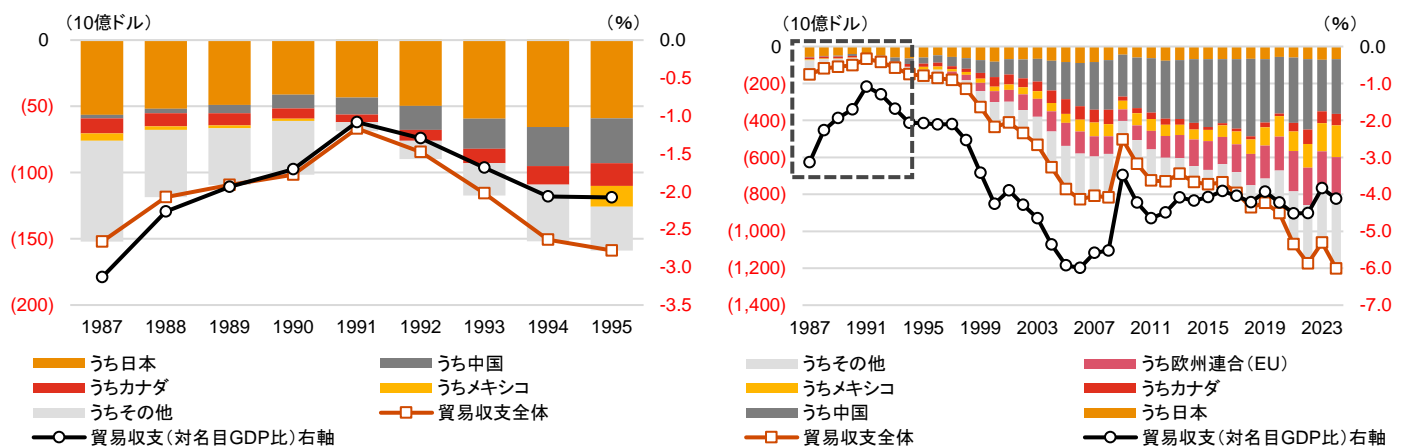 （10億ドル）
（%）
0
(50)
(100)
(150)
(200)
0.0
-0.5
-1.0
-1.5
-2.0
-2.5
-3.0
-3.5
1987 1988 1989 1990 1991 1992 1993 1994 1995
うち日本
うち中国
うちカナダ
うちメキシコ
うちその他
貿易収支全体
貿易収支（対名目GDP比）右軸
（10億ドル）
（%）
0
(200)
(400)
(600)
(800)
(1,000)
(1,200)
(1,400)
0.0
-1.0
-2.0
-3.0
-4.0
-5.0
-6.0
-7.0
1987 1991 1995 1999 2003 2007 2011 2015 2019 2023
うちその他
うち欧州連合（EU）
うちメキシコ
うちカナダ
うち中国
うち日本
貿易収支全体
貿易収支（対名目GDP比）右軸